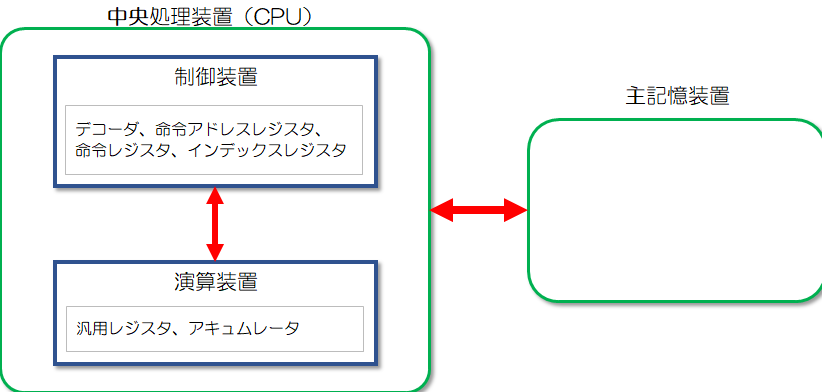 中央処理装置（CPU）
制御装置
デコーダ、命令アドレスレジスタ、
命令レジスタ、インデックスレジスタ
主記憶装置
演算装置
汎用レジスタ、アキュムレータ